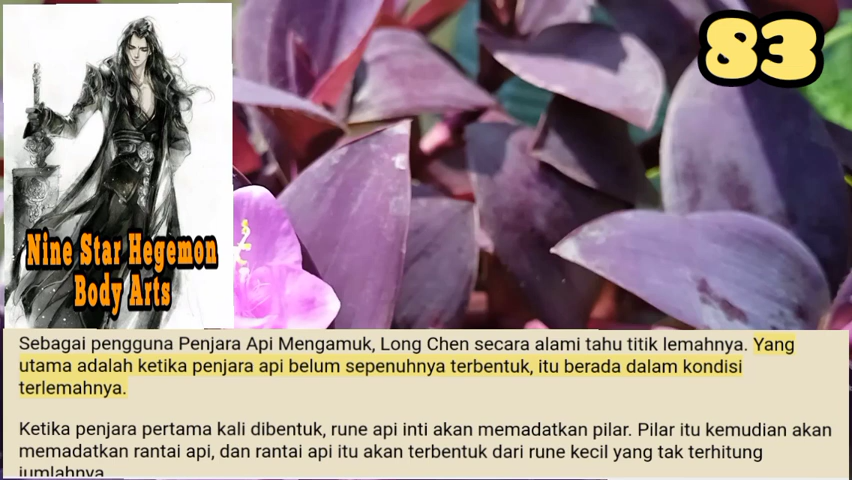 83
Nine Star Hegemon
Body Arts
Sebagai pengguna Penjara Api Mengamuk, Long Chen secara alami tahu titik lemahnya. Yang
utama adalah ketika penjara api belum sepenuhnya terbentuk, itu berada dalam kondisi
terlemahnya.
Ketika penjara pertama kali dibentuk, rune api inti akan memadatkan pilar. Pilar itu kemudian akan
memadatkan rantai api, dan rantai api itu akan terbentuk dari rune kecil yang tak terhitung
jumlahnya.